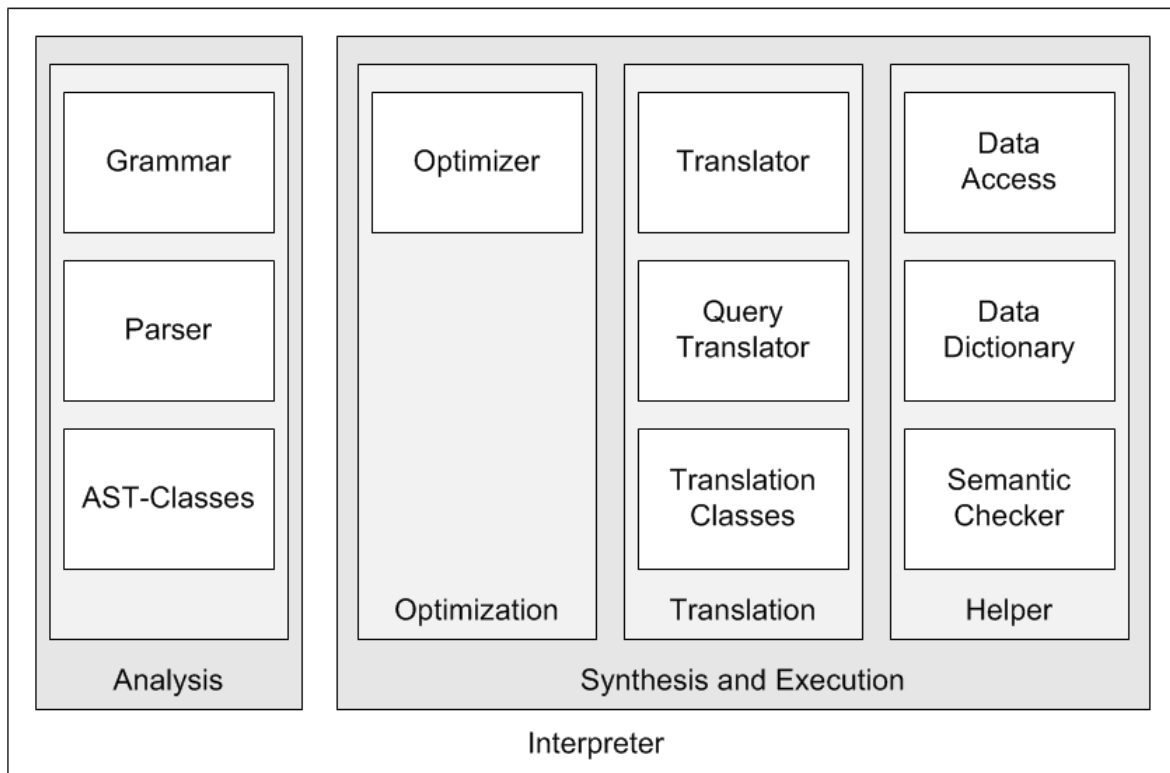 Grammar
Parser
AST-Classes
Analysis
Optimizer
Optimization
Translator
Query
Translator
Translation
Classes
Translation
Data
Access
Data
Dictionary
Semantic
Checker
Helper
Synthesis and Execution
Interpreter